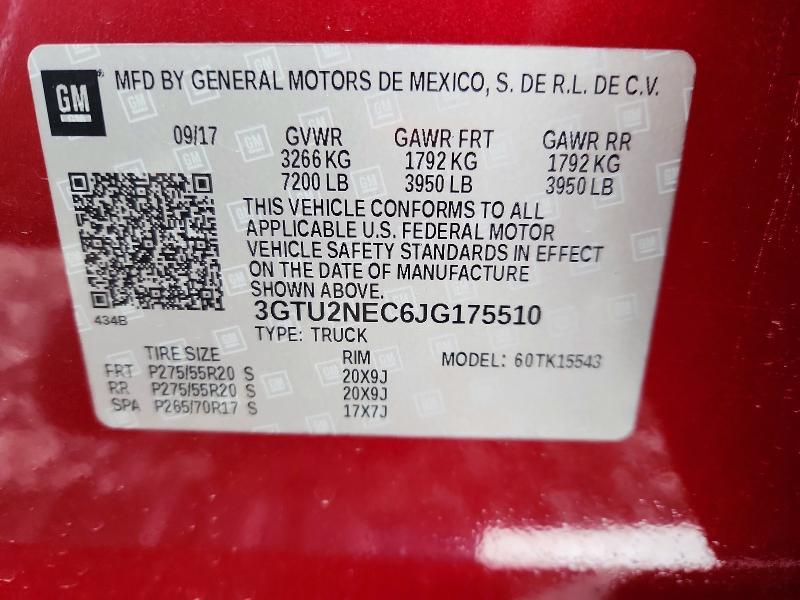 GM MFD BY GENERAL MOTORS DE MEXICO, S. DE R.L. DE C.V.
09/17 GVWR GAWR FRT GAWR RR
3266 KG 1792 KG 1792 KG
7200 LB 3950 LB 3950 LB
THIS VEHICLE CONFORMS TO ALL
APPLICABLE U.S. FEDERAL MOTOR
VEHICLE SAFETY STANDARDS IN EFFECT
ON THE DATE OF MANUFACTURE
SHOWN ABOVE.
434B
3GTU2NEC6JG175510
TYPE: TRUCK
TIRE SIZE RIM MODEL: 60TK15543
FRT P275/55R20 S 20X9J
RR P275/55R20 S 20X9J
SPA P265/70R17 S 17X7J